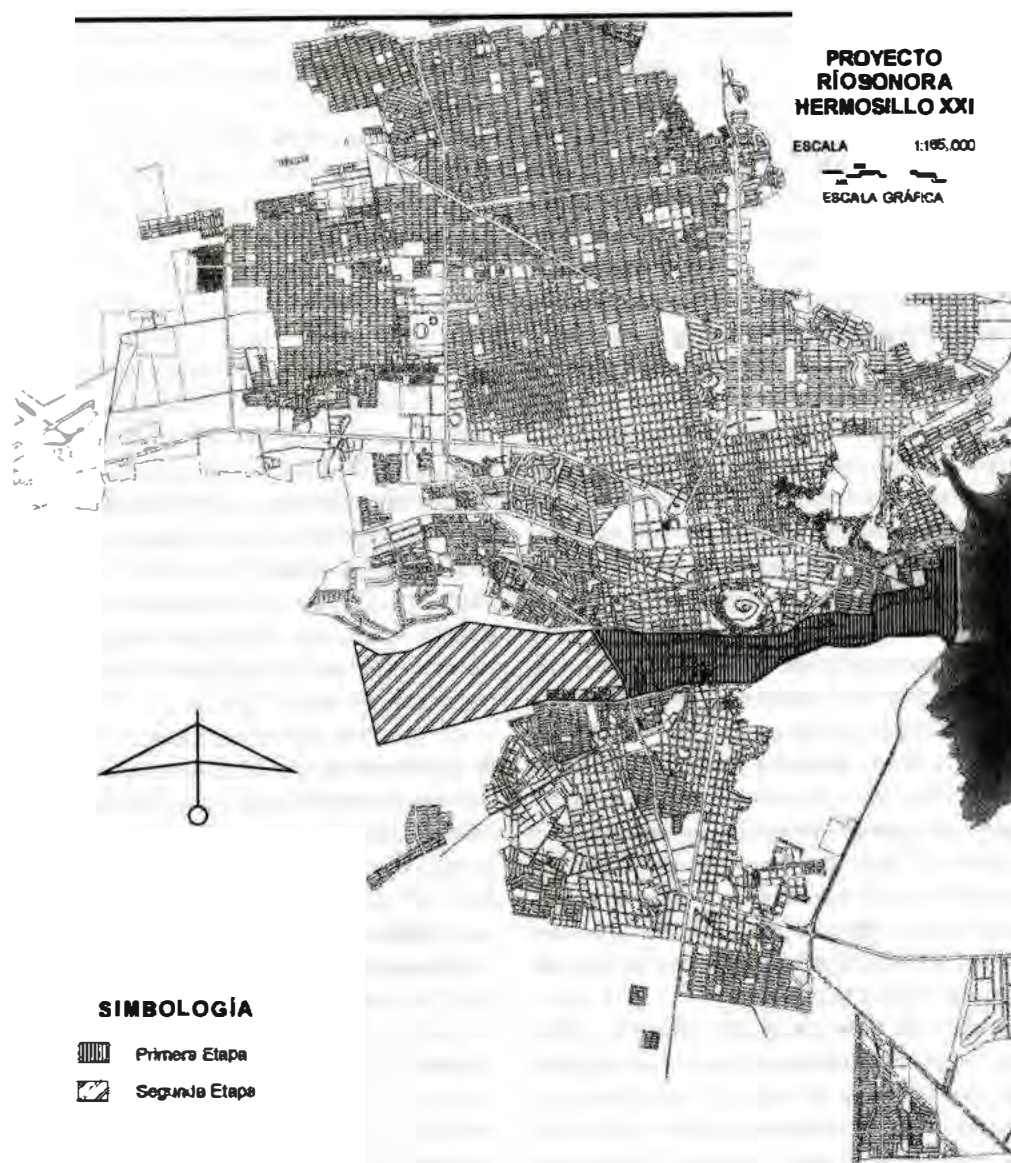 PROYECTO
RÍOSONORA
HERMOSILLO XXI
ESCALA 1:165,000
ESCALA GRÁFICA
SIMBOLOGÍA
Primera Etapa
Segunda Etapa